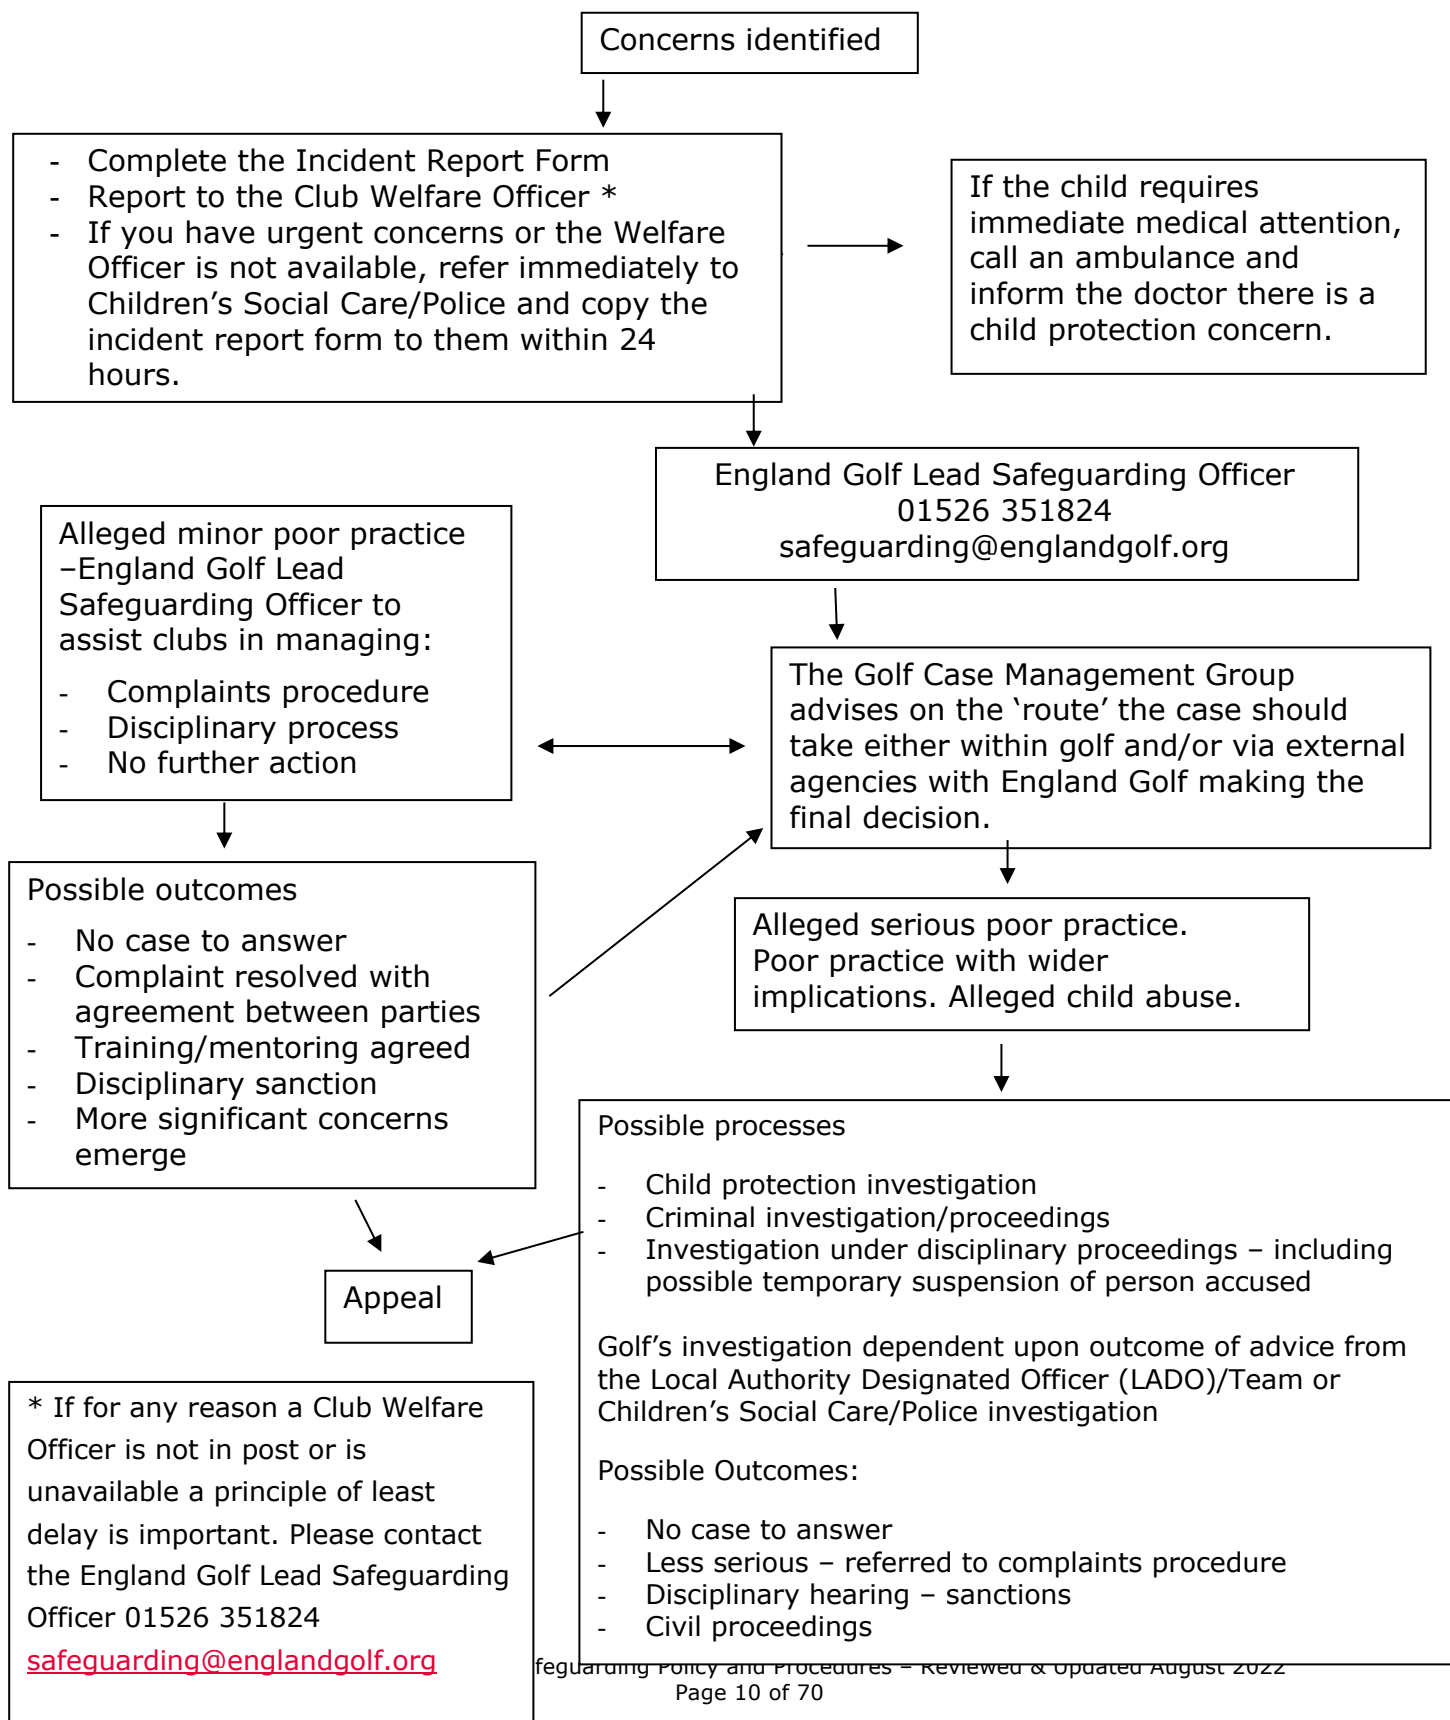 Concerns identified
- Complete the Incident Report Form
- Report to the Club Welfare Officer *
- If you have urgent concerns or the Welfare
Officer is not available, refer immediately to
Children’s Social Care/Police and copy the
incident report form to them within 24
hours.
If the child requires
immediate medical attention,
call an ambulance and
inform the doctor there is a
child protection concern.
England Golf Lead Safeguarding Officer
01526 351824
safeguarding@englandgolf.org
Alleged minor poor practice
–England Golf Lead
Safeguarding Officer to
assist clubs in managing:
- Complaints procedure
- Disciplinary process
- No further action
The Golf Case Management Group
advises on the ‘route’ the case should
take either within golf and/or via external
agencies with England Golf making the
final decision.
Possible outcomes
- No case to answer
- Complaint resolved with
agreement between parties
- Training/mentoring agreed
- Disciplinary sanction
- More significant concerns
emerge
Alleged serious poor practice.
Poor practice with wider
implications. Alleged child abuse.
Possible processes
- Child protection investigation
- Criminal investigation/proceedings
- Investigation under disciplinary proceedings – including
possible temporary suspension of person accused
Golf’s investigation dependent upon outcome of advice from
the Local Authority Designated Officer (LADO)/Team or
Children’s Social Care/Police investigation
Possible Outcomes:
- No case to answer
- Less serious – referred to complaints procedure
- Disciplinary hearing – sanctions
- Civil proceedings
Appeal
* If for any reason a Club Welfare
Officer is not in post or is
unavailable a principle of least
delay is important. Please contact
the England Golf Lead Safeguarding
Officer 01526 351824
safeguarding@englandgolf.org
feguarding Policy and Procedures – Reviewed & Updated August 2022
Page 10 of 70